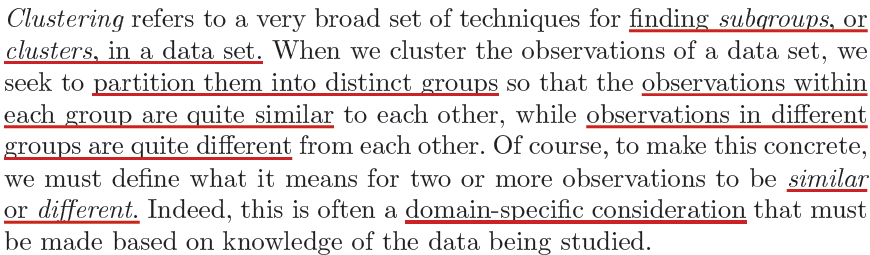 Clustering refers to a very broad set of techniques for finding subgroups, or
clusters, in a data set. When we cluster the observations of a data set, we
seek to partition them into distinct groups so that the observations within
each group are quite similar to each other, while observations in different
groups are quite different from each other. Of course, to make this concrete,
we must define what it means for two or more observations to be similar
or different. Indeed, this is often a domain-specific consideration that must
be made based on knowledge of the data being studied.